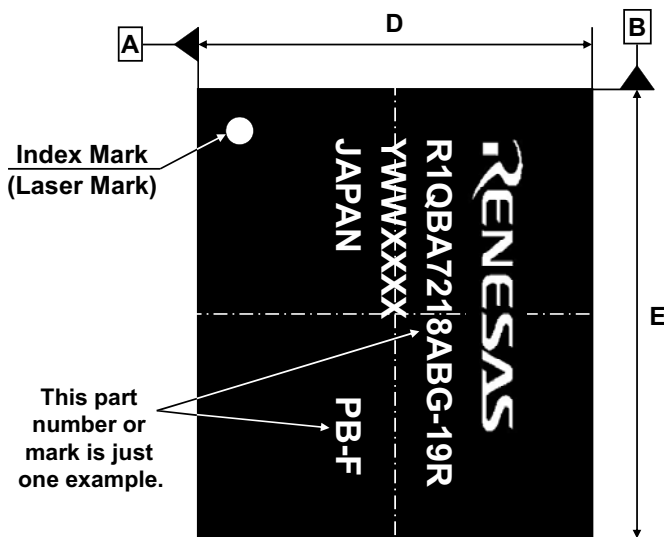 A
D
B
Index Mark
(Laser Mark)
E
This part
number or
mark is just
one example.
RENESAS
R1QBA7218ABG-19R
YWWXXXX
JAPAN PB-F